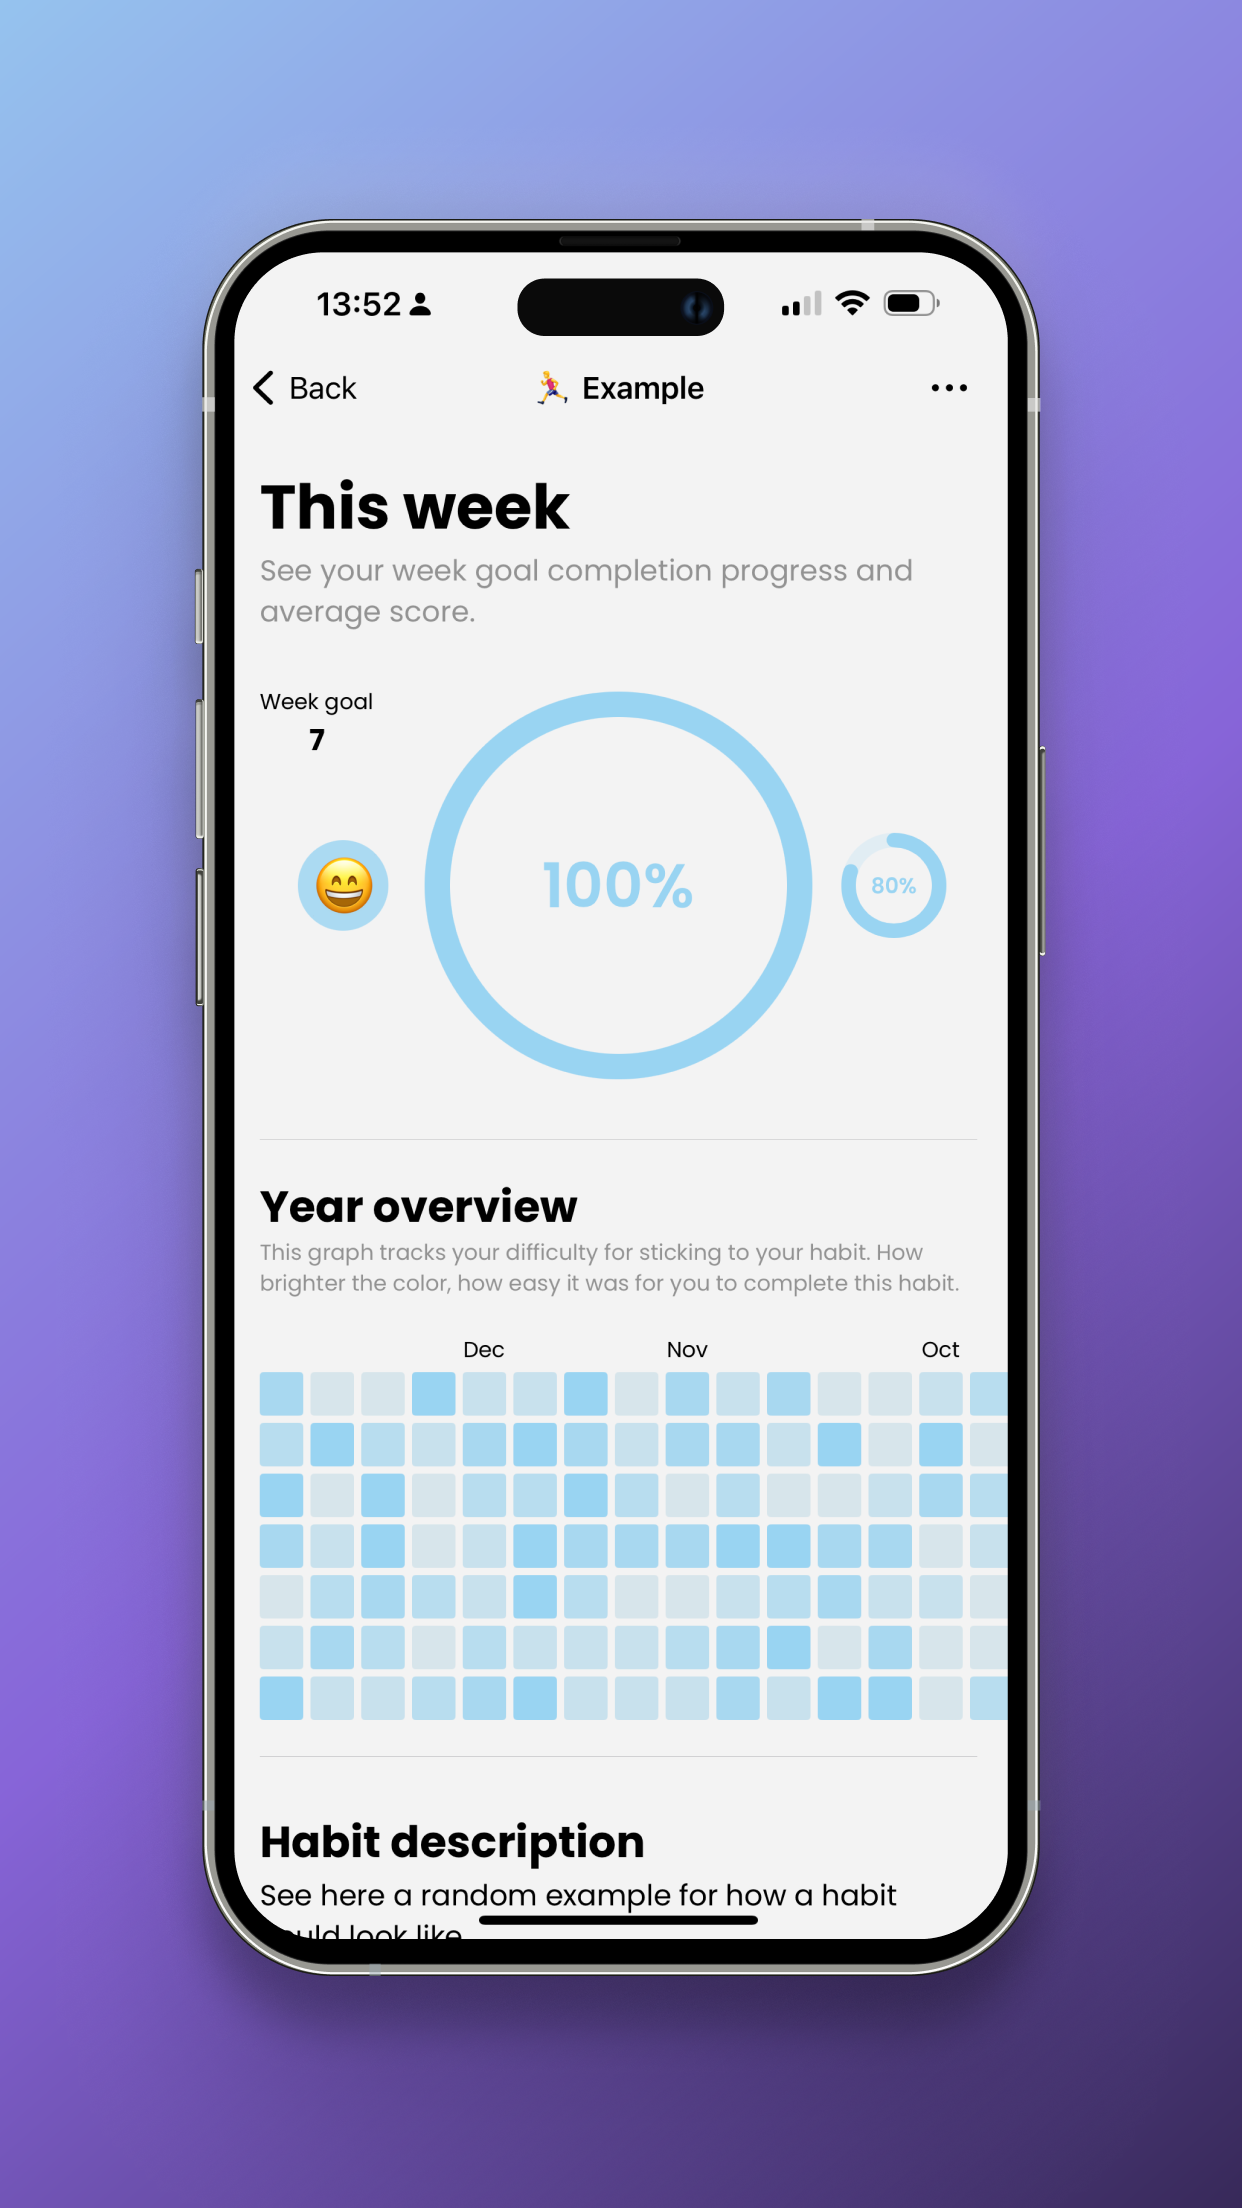 13:52
Back
Example
This week
See your week goal completion progress and
average score.
Week goal
7
100%
80%
Year overview
This graph tracks your difficulty for sticking to your habit. How
brighter the color, how easy it was for you to complete this habit.
Dec Nov Oct
Habit description
See here a random example for how a habit
look like